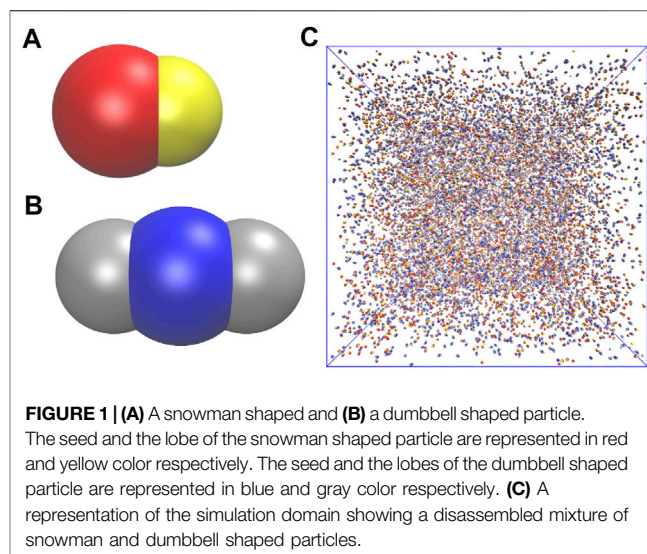 A
C
B
FIGURE 1 | (A) A snowman shaped and (B) a dumbbell shaped particle.
The seed and the lobe of the snowman shaped particle are represented in red
and yellow color respectively. The seed and the lobes of the dumbbell shaped
particle are represented in blue and gray color respectively. (C) A
representation of the simulation domain showing a disassembled mixture of
snowman and dumbbell shaped particles.